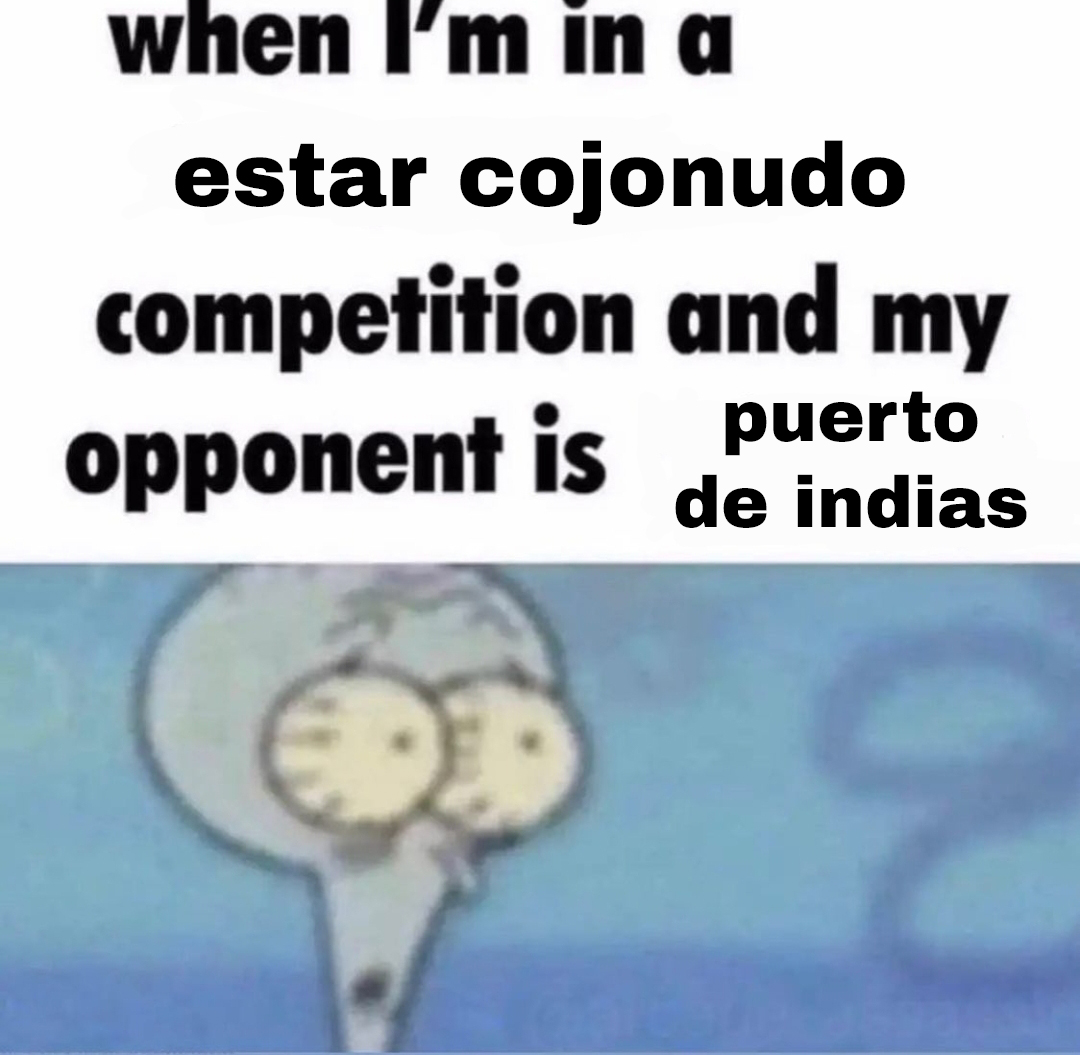 when I'm in a
estar cojonudo
competition and my
opponent is puerto
de indias